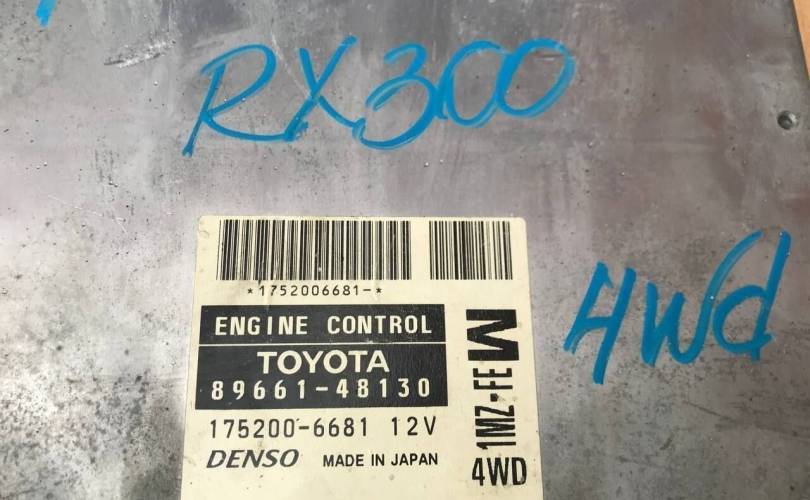 RX300
4wd
*1752006681-*
ENGINE CONTROL
TOYOTA
89661-48130
175200-6681 12V
DENSO MADE IN JAPAN
1MZ-FE W
4WD